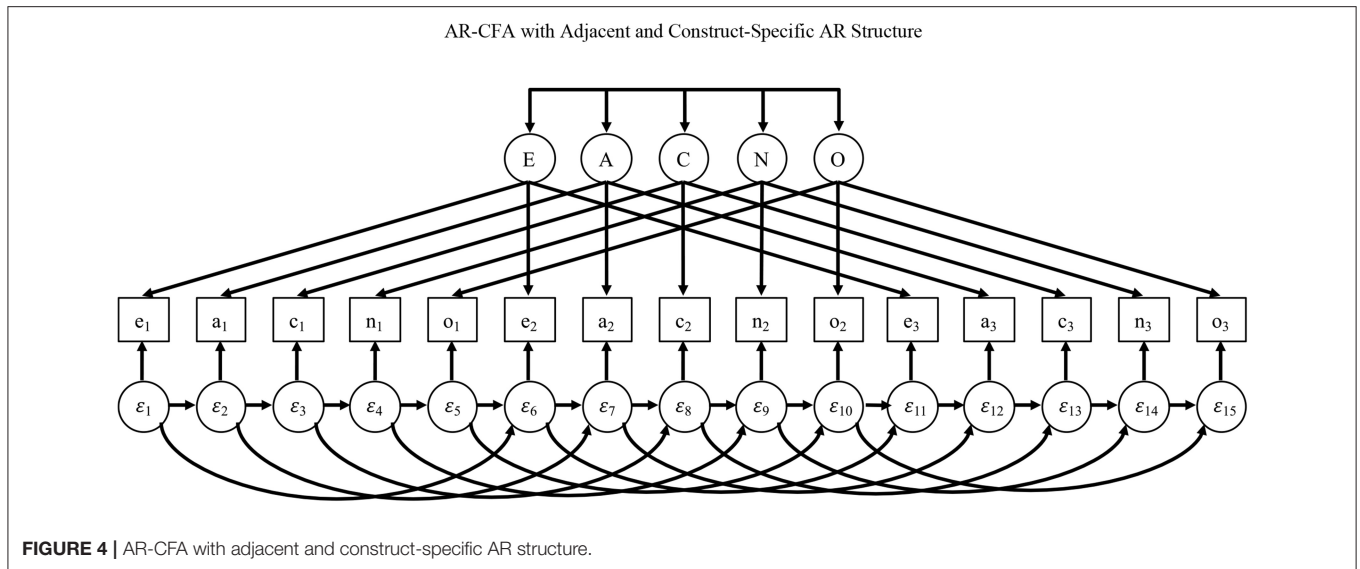 AR-CFA with Adjacent and Construct-Specific AR Structure
E A C N O
e₁ a₁ c₁ n₁ o₁ e₂ a₂ c₂ n₂ o₂ e₃ a₃ c₃ n₃ o₃
ε₁ ε₂ ε₃ ε₄ ε₅ ε₆ ε₇ ε₈ ε₉ ε₁₀ ε₁₁ ε₁₂ ε₁₃ ε₁₄ ε₁₅
FIGURE 4 | AR-CFA with adjacent and construct-specific AR structure.